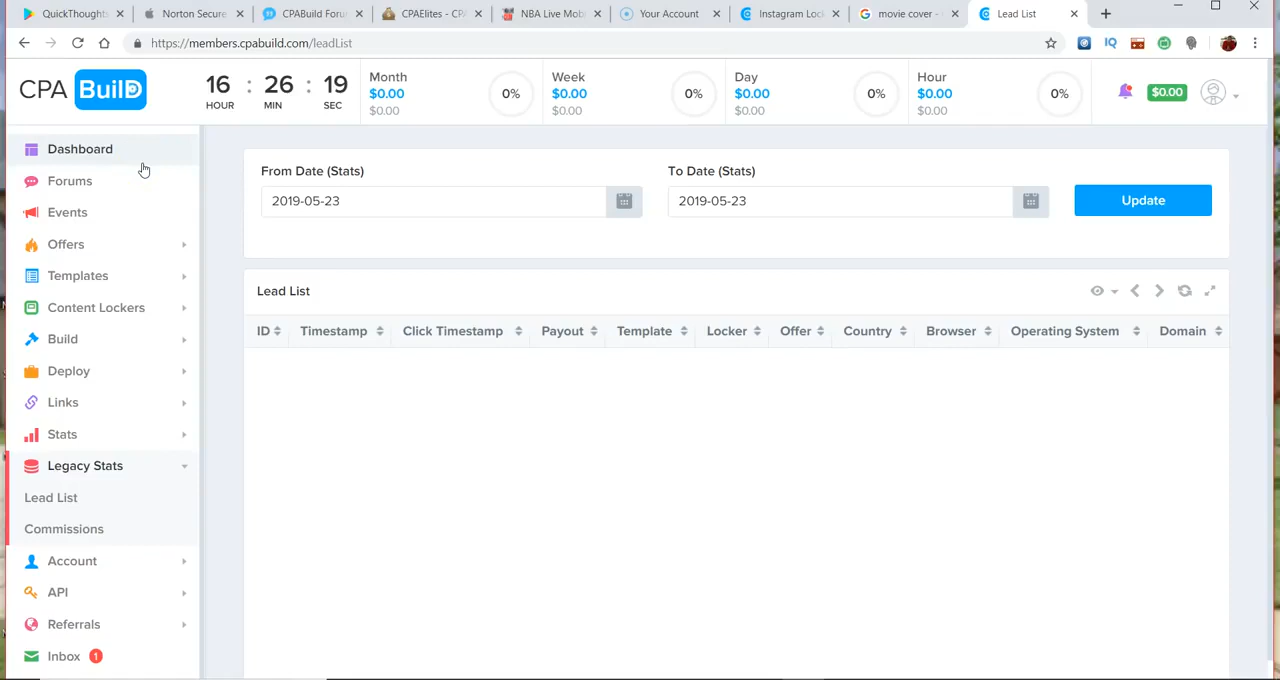 QuickThought
Norton Secure
CPABuild Foru
CPAElites - CPA
NBA Live Mob
Your Account
Instagram Loc
movie cover -
Lead List
https://members.cpabuild.com/leadList
IQ
CPA BuilD
16 : 26 : 19
HOUR MIN SEC
Month
$0.00
$0.00
0%
Week
$0.00
$0.00
0%
Day
$0.00
$0.00
0%
Hour
$0.00
$0.00
0%
$0.00
Dashboard
Forums
Events
Offers
Templates
Content Lockers
Build
Deploy
Links
Stats
Legacy Stats
Lead List
Commissions
Account
API
Referrals
Inbox 1
From Date (Stats)
2019-05-23
To Date (Stats)
2019-05-23
Update
Lead List
ID Timestamp Click Timestamp Payout Template Locker Offer Country Browser Operating System Domain